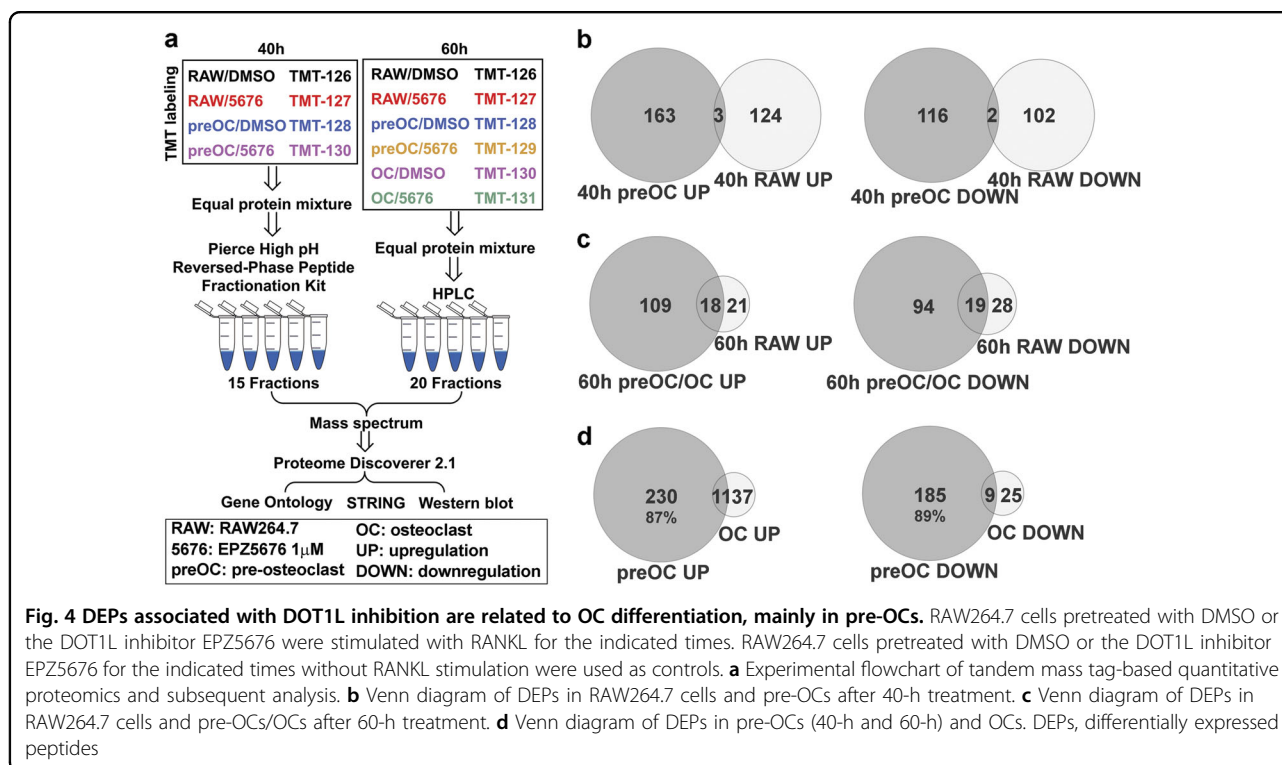 a
40h
60h
TMT labeling
RAW/DMSO TMT-126
RAW/5676 TMT-127
preOC/DMSO TMT-128
preOC/5676 TMT-130
RAW/DMSO TMT-126
RAW/5676 TMT-127
preOC/DMSO TMT-128
preOC/5676 TMT-129
OC/DMSO TMT-130
OC/5676 TMT-131
Equal protein mixture
Equal protein mixture
Pierce High pH
Reversed-Phase Peptide
Fractionation Kit
HPLC
15 Fractions
20 Fractions
Mass spectrum
Proteome Discoverer 2.1
Gene Ontology STRING Western blot
RAW: RAW264.7 OC: osteoclast
5676: EPZ5676 1μM UP: upregulation
preOC: pre-osteoclast DOWN: downregulation
b
163 3 124
40h RAW UP
40h preOC UP
116 2 102
40h RAW DOWN
40h preOC DOWN
c
109 18 21
60h RAW UP
60h preOC/OC UP
94 19 28
60h RAW DOWN
60h preOC/OC DOWN
d
230 1137
87%
OC UP
preOC UP
185 9 25
89%
OC DOWN
preOC DOWN
Fig. 4 DEPs associated with DOT1L inhibition are related to OC differentiation, mainly in pre-OCs. RAW264.7 cells pretreated with DMSO or
the DOT1L inhibitor EPZ5676 were stimulated with RANKL for the indicated times. RAW264.7 cells pretreated with DMSO or the DOT1L inhibitor
EPZ5676 for the indicated times without RANKL stimulation were used as controls. a Experimental flowchart of tandem mass tag-based quantitative
proteomics and subsequent analysis. b Venn diagram of DEPs in RAW264.7 cells and pre-OCs after 40-h treatment. c Venn diagram of DEPs in
RAW264.7 cells and pre-OCs/OCs after 60-h treatment. d Venn diagram of DEPs in pre-OCs (40-h and 60-h) and OCs. DEPs, differentially expressed
peptides